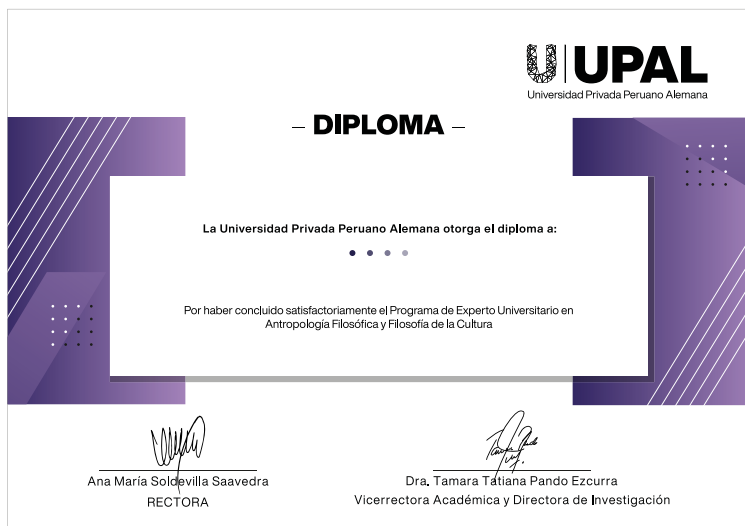 UPAL
Universidad Privada Peruano Alemana
– DIPLOMA –
La Universidad Privada Peruano Alemana otorga el diploma a:
Por haber concluido satisfactoriamente el Programa de Experto Universitario en
Antropología Filosófica y Filosofía de la Cultura
Ana María Soldevilla Saavedra
RECTORA
Dra. Tamara Tatiana Pando Ezcurra
Vicerrectora Académica y Directora de Investigación